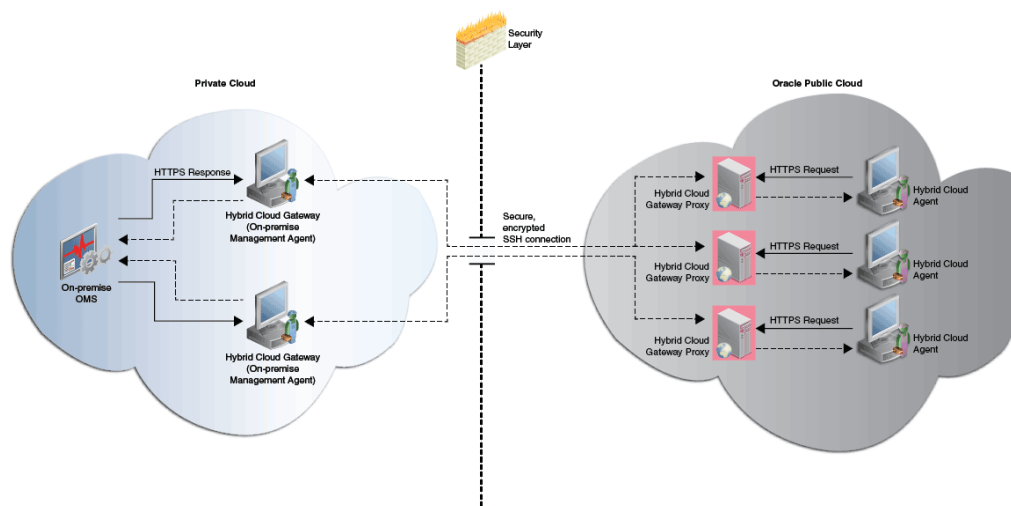 Security
Layer
Private Cloud
Oracle Public Cloud
HTTPS Response
Hybrid Cloud Gateway
(On-premise
Management Agent)
On-premise
OMS
Hybrid Cloud Gateway
(On-premise
Management Agent)
Secure,
encrypted
SSH connection
HTTPS Request
Hybrid Cloud
Gateway Proxy
Hybrid Cloud
Agent
HTTPS Request
Hybrid Cloud
Gateway Proxy
Hybrid Cloud
Agent
HTTPS Request
Hybrid Cloud
Gateway Proxy
Hybrid Cloud
Agent